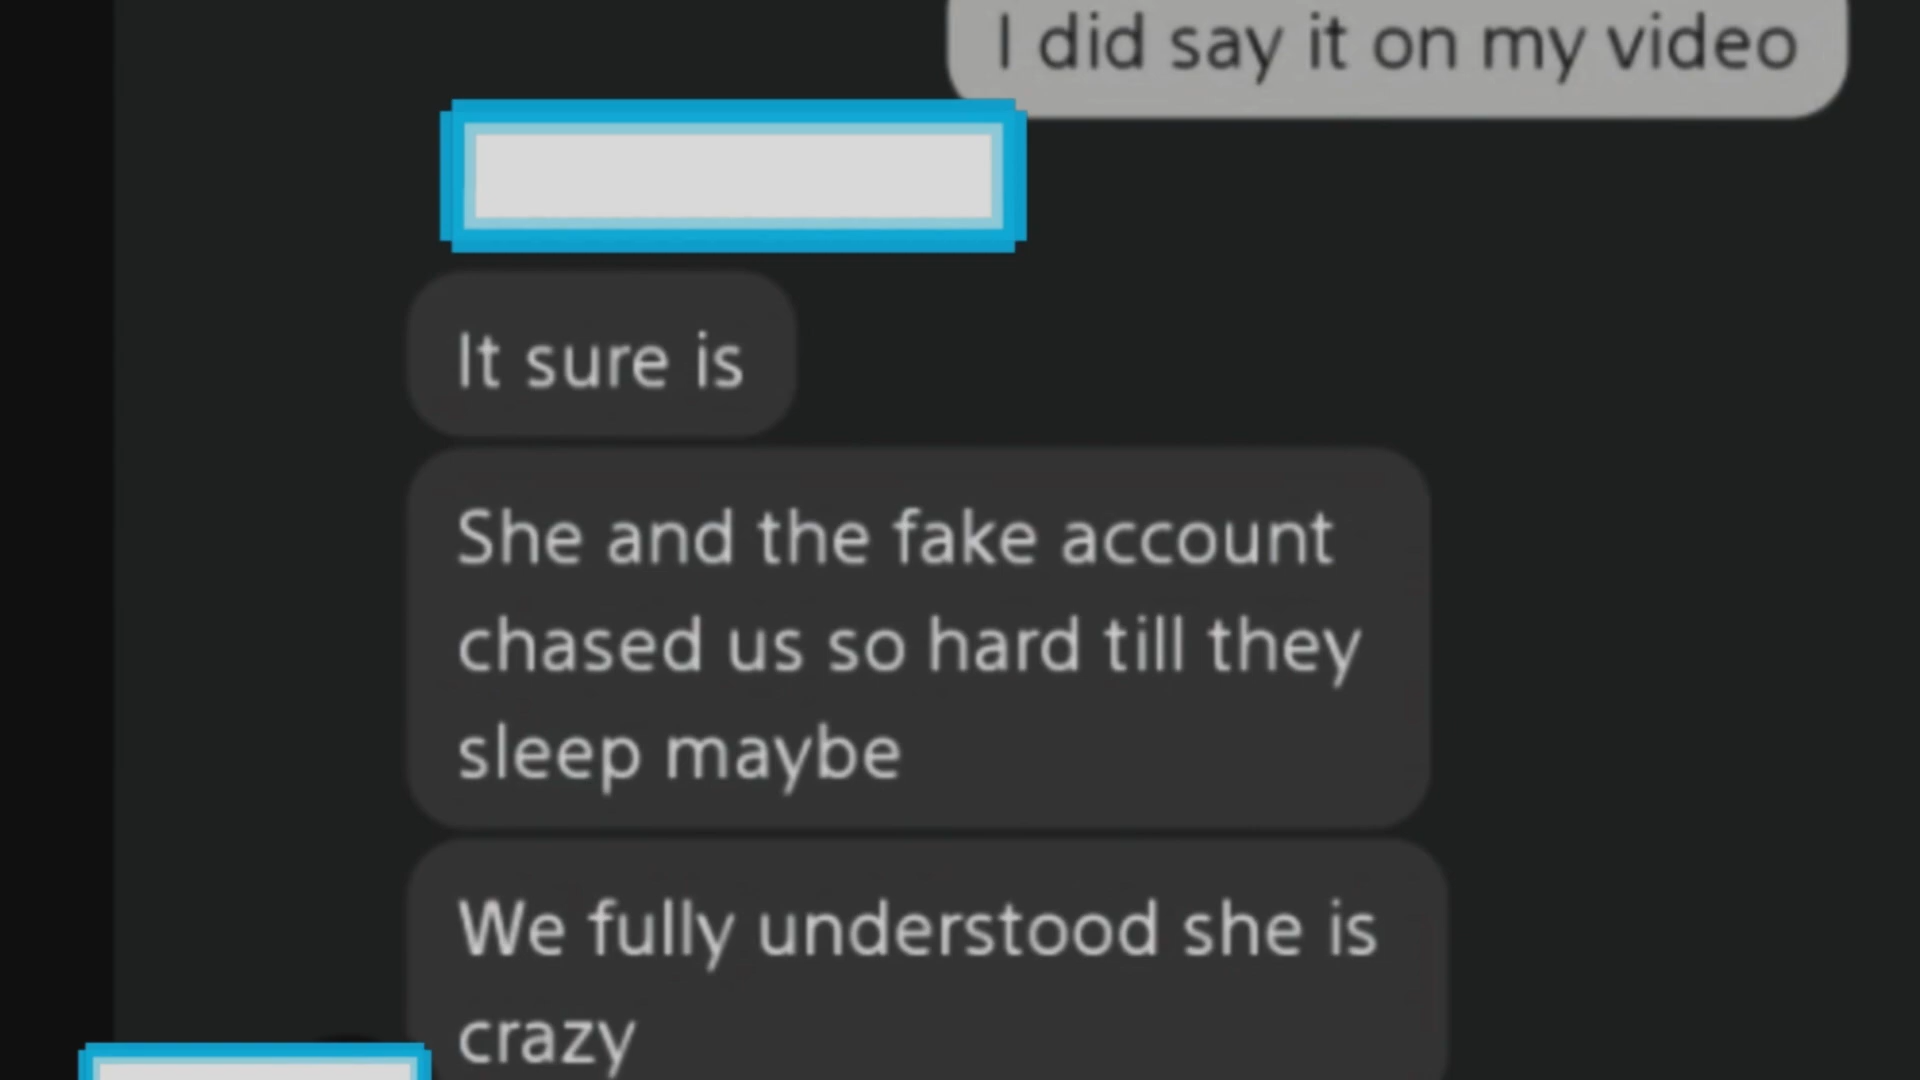 I did say it on my video
It sure is
She and the fake account
chased us so hard till they
sleep maybe
We fully understood she is
crazy